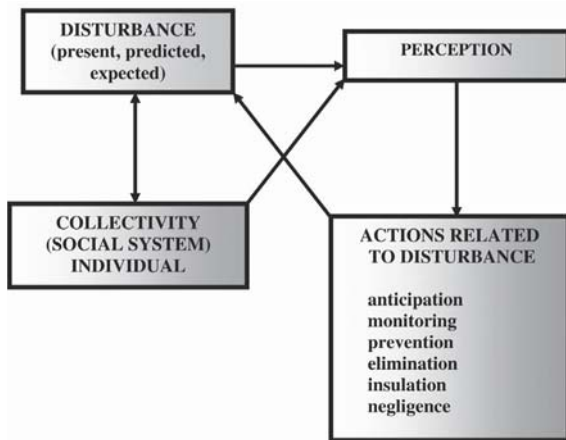 DISTURBANCE
(present, predicted,
expected)
PERCEPTION
COLLECTIVITY
(SOCIAL SYSTEM)
INDIVIDUAL
ACTIONS RELATED
TO DISTURBANCE
anticipation
monitoring
prevention
elimination
insulation
negligence